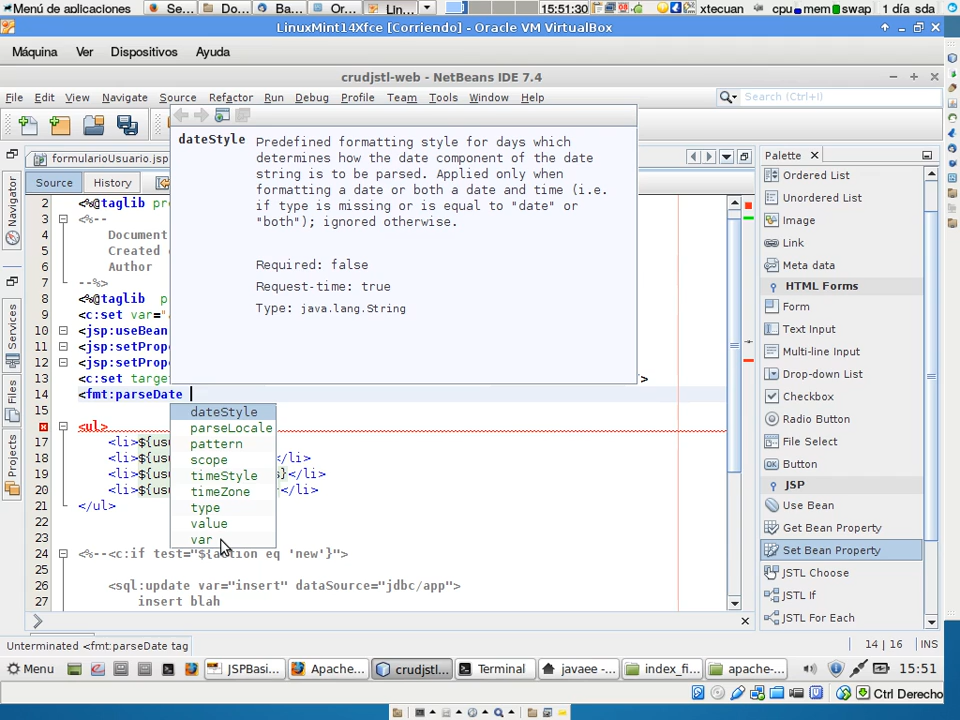 Menú de aplicaciones
Se...
Do...
Ba...
Or...
Lin...
15:51:30
xtecuan
cpu
mem
swap
1 día sda
LinuxMint14Xfce [Corriendo] - Oracle VM VirtualBox
Máquina Ver Dispositivos Ayuda
crudjstl-web - NetBeans IDE 7.4
File Edit View Navigate Source Refactor Run Debug Profile Team Tools Window Help
Search (Ctrl+I)
formularioUsuario.jsp
Source History
Navigator
Services
Files
Projects
dateStyle Predefined formatting style for days which
determines how the date component of the date
string is to be parsed. Applied only when
formatting a date or both a date and time (i.e.
if type is missing or is equal to "date" or
"both"); ignored otherwise.
Required: false
Request-time: true
Type: java.lang.String
2 <%@taglib pre
3 <%--
4 Document
5 Created
6 Author
7 --%>
8 <%@taglib p
9 <c:set var="
10 <jsp:useBean
11 <jsp:setProp
12 <jsp:setProp
13 <c:set targe />
14 <fmt:parseDate
15
<ul>
17 <li>${us
18 <li>${us </li>
19 <li>${us s}</li>
20 <li>${us </li>
21 </ul>
22
24 <%--<c:if test="${action eq 'new'}">
26 <sql:update var="insert" dataSource="jdbc/app">
27 insert blah
dateStyle
parseLocale
pattern
scope
timeStyle
timeZone
type
value
var
Palette
Ordered List
Unordered List
Image
Link
Meta data
HTML Forms
Form
Text Input
Multi-line Input
Drop-down List
Checkbox
Radio Button
File Select
Button
JSP
Use Bean
Get Bean Property
Set Bean Property
JSTL Choose
JSTL If
JSTL For Each
Unterminated <fmt:parseDate tag
14 | 16 INS
Menu
JSPBasi...
Apache...
crudjstl...
Terminal
javaee -...
index_fi...
apache-...
15:51
Ctrl Derecho